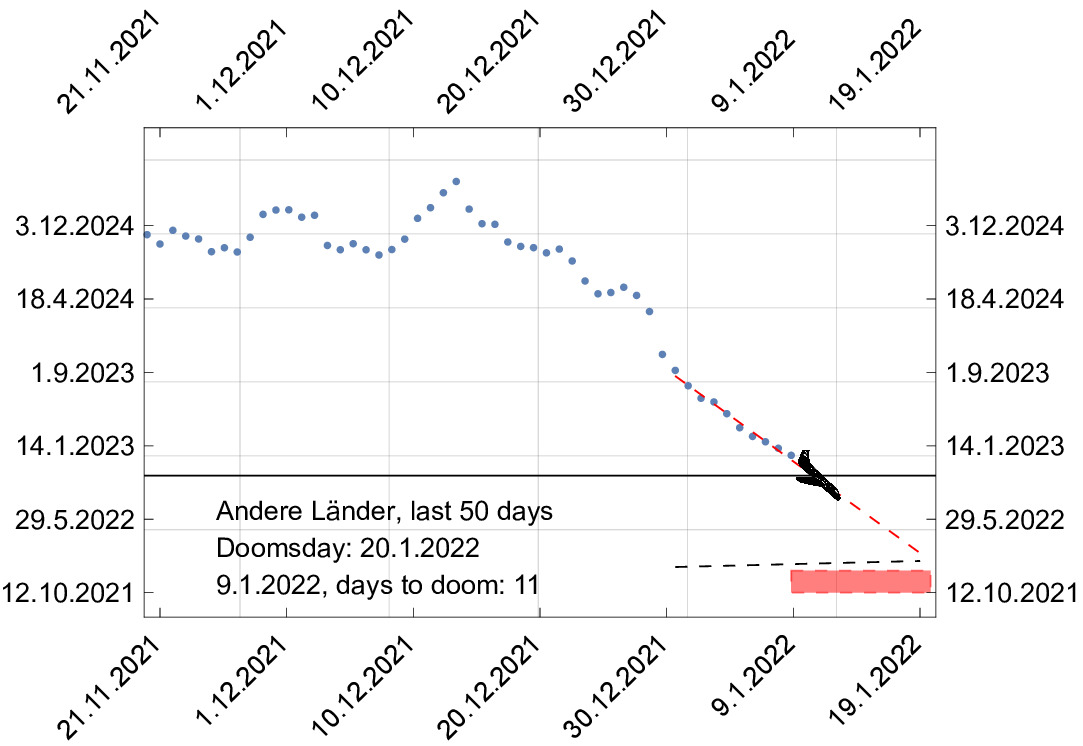 21.11.2021 1.12.2021 10.12.2021 20.12.2021 30.12.2021 9.1.2022 19.1.2022
3.12.2024 3.12.2024
18.4.2024 18.4.2024
1.9.2023 1.9.2023
14.1.2023 14.1.2023
Andere Länder, last 50 days
29.5.2022 29.5.2022
Doomsday: 20.1.2022
9.1.2022, days to doom: 11
12.10.2021 12.10.2021
21.11.2021 1.12.2021 10.12.2021 20.12.2021 30.12.2021 9.1.2022 19.1.2022